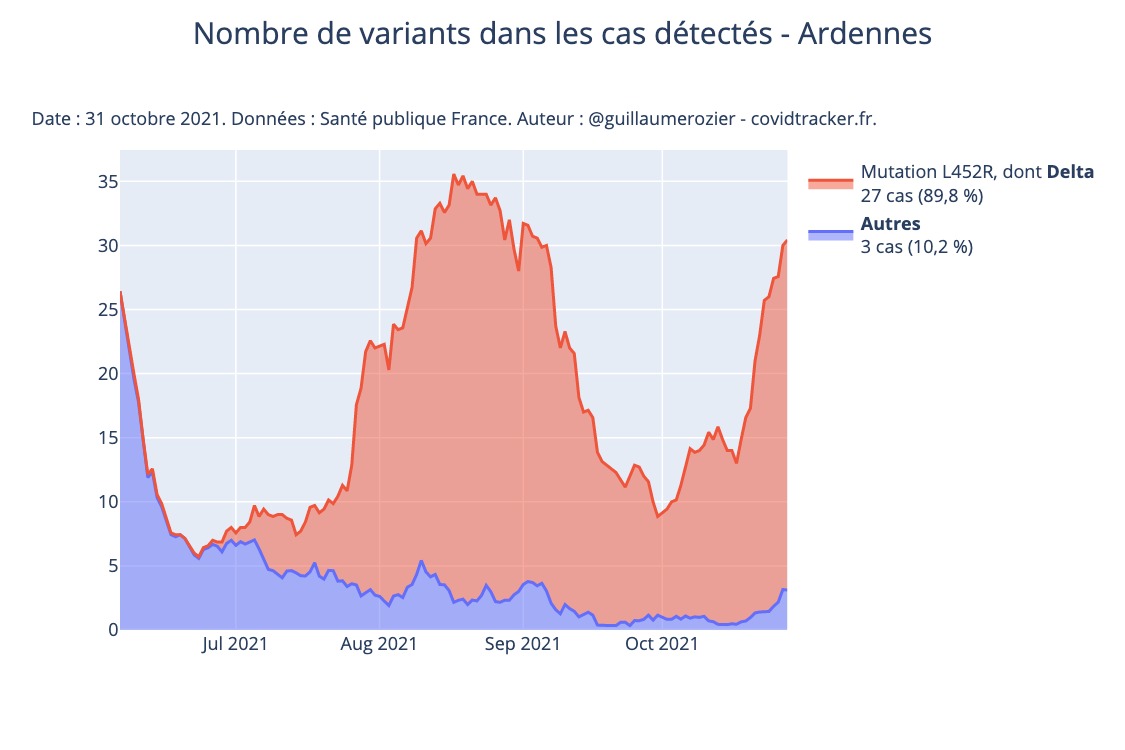 Nombre de variants dans les cas détectés - Ardennes
Date : 31 octobre 2021. Données : Santé publique France. Auteur : @guillaumerozier - covidtracker.fr.
Mutation L452R, dont Delta
27 cas (89,8 %)
Autres
3 cas (10,2 %)
35
30
25
20
15
10
5
0
Jul 2021
Aug 2021
Sep 2021
Oct 2021